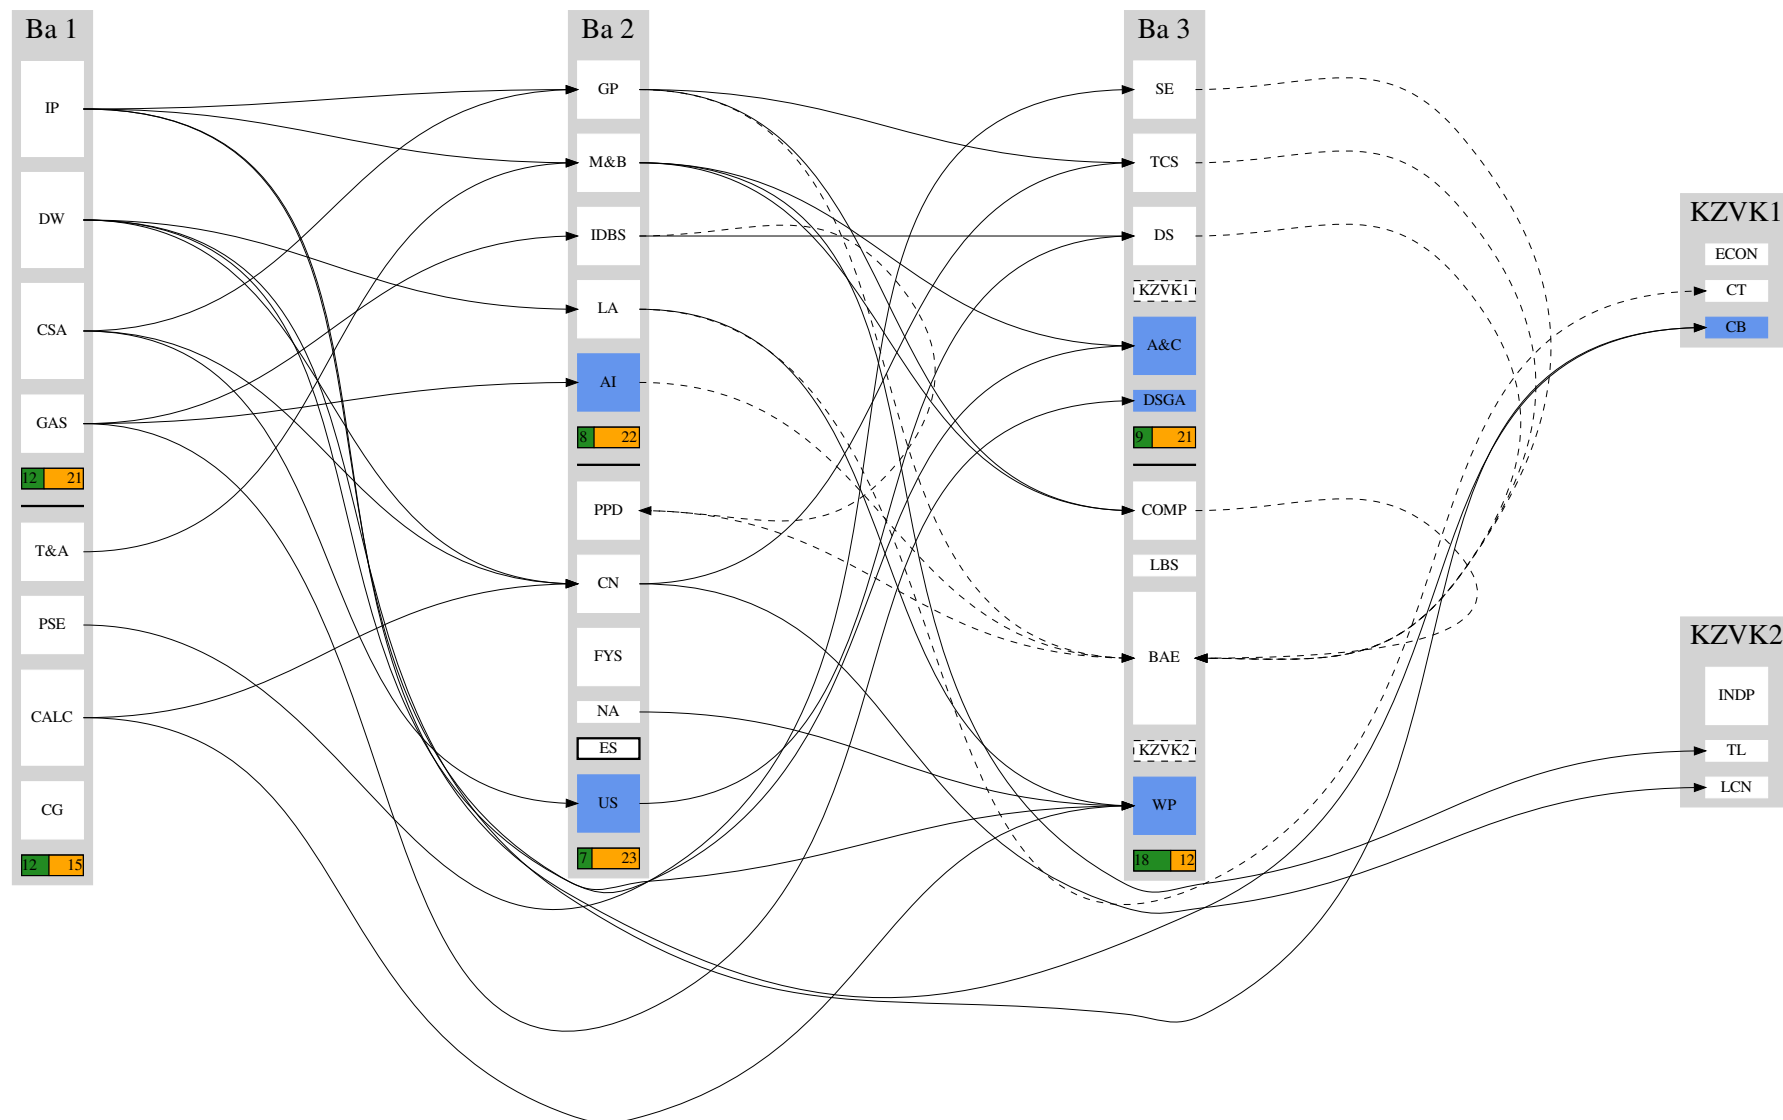 Ba 1
IP
DW
CSA
GAS
12 21
T&A
PSE
CALC
CG
12 15
Ba 2
GP
M&B
IDBS
LA
AI
8 22
PPD
CN
FYS
NA
ES
US
7 23
Ba 3
SE
TCS
DS
KZVK1
A&C
DSGA
9 21
COMP
LBS
BAE
KZVK2
WP
18 12
KZVK1
ECON
CT
CB
KZVK2
INDP
TL
LCN